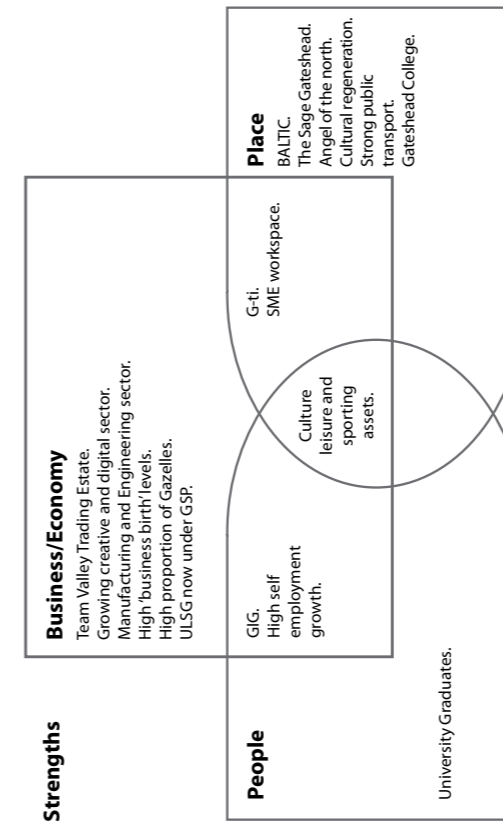 Strengths
Business/Economy
Team Valley Trading Estate.
Growing creative and digital sector.
Manufacturing and Engineering sector.
High 'business birth' levels.
High proportion of Gazelles.
ULSG now under GSP.
People
GIG.
High self
employment
growth.
Culture
leisure and
sporting
assets.
G-ti.
SME workspace.
Place
BALTIC.
The Sage Gateshead.
Angel of the north.
Cultural regeneration.
Strong public
transport.
Gateshead College.
University Graduates.